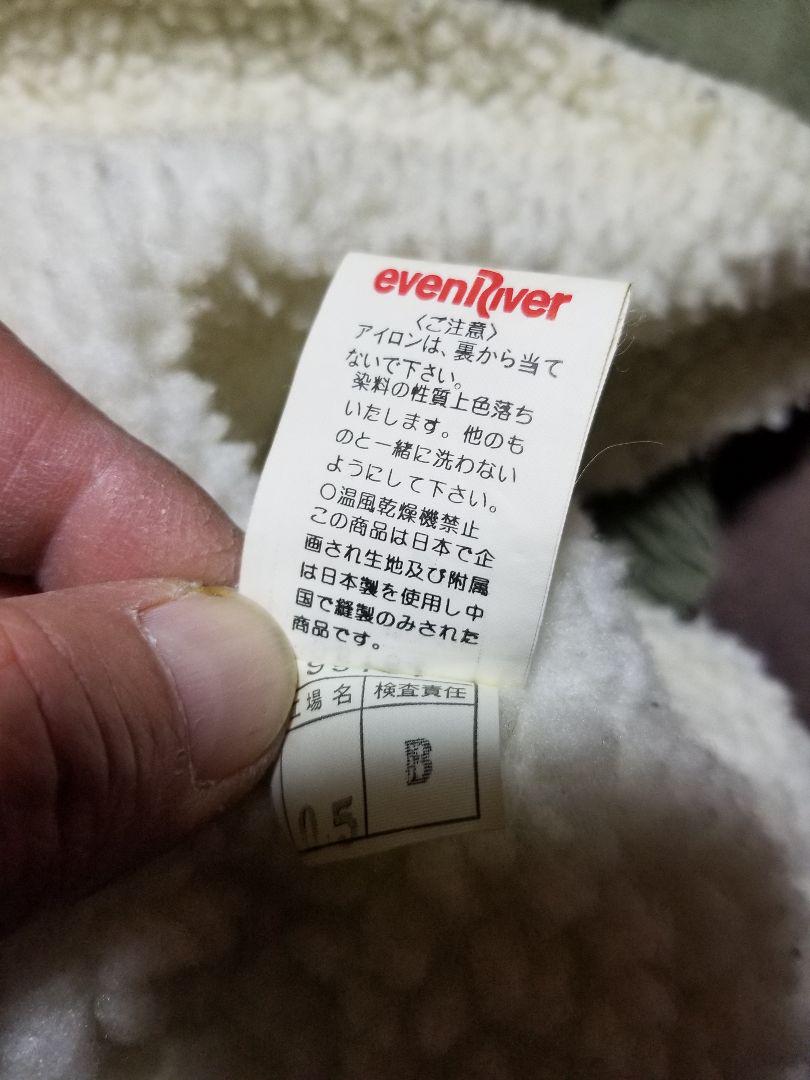 evenRiver
〈ご注意〉
アイロンは、裏から当て
ないで下さい。
染料の性質上色落ち
いたします。他のも
のと一緒に洗わない
ようにして下さい。
○温風乾燥機禁止
この商品は日本で企
画され生地及び附属
は日本製を使用し中
国で縫製のみされた
商品です。
場名 検査責任
0.5 B